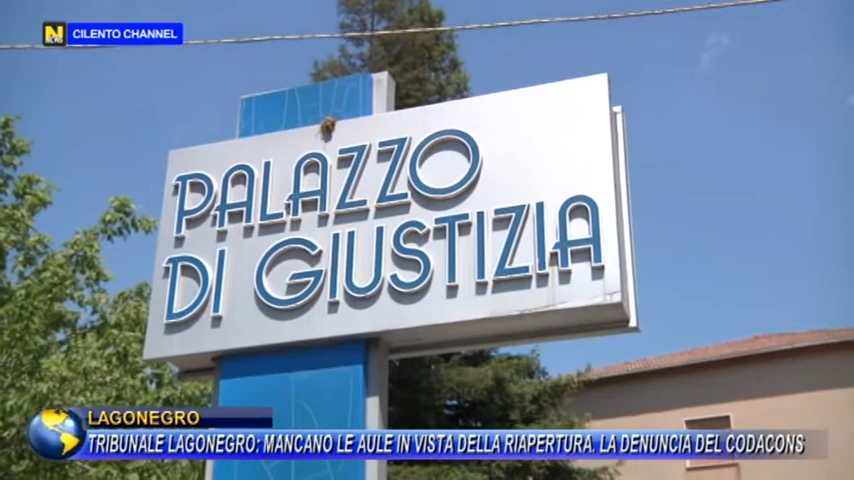 N
CILENTO CHANNEL
PALAZZO
DI GIUSTIZIA
LAGONEGRO
TRIBUNALE LAGONEGRO: MANCANO LE AULE IN VISTA DELLA RIAPERTURA. LA DENUNCIA DEL CODACONS